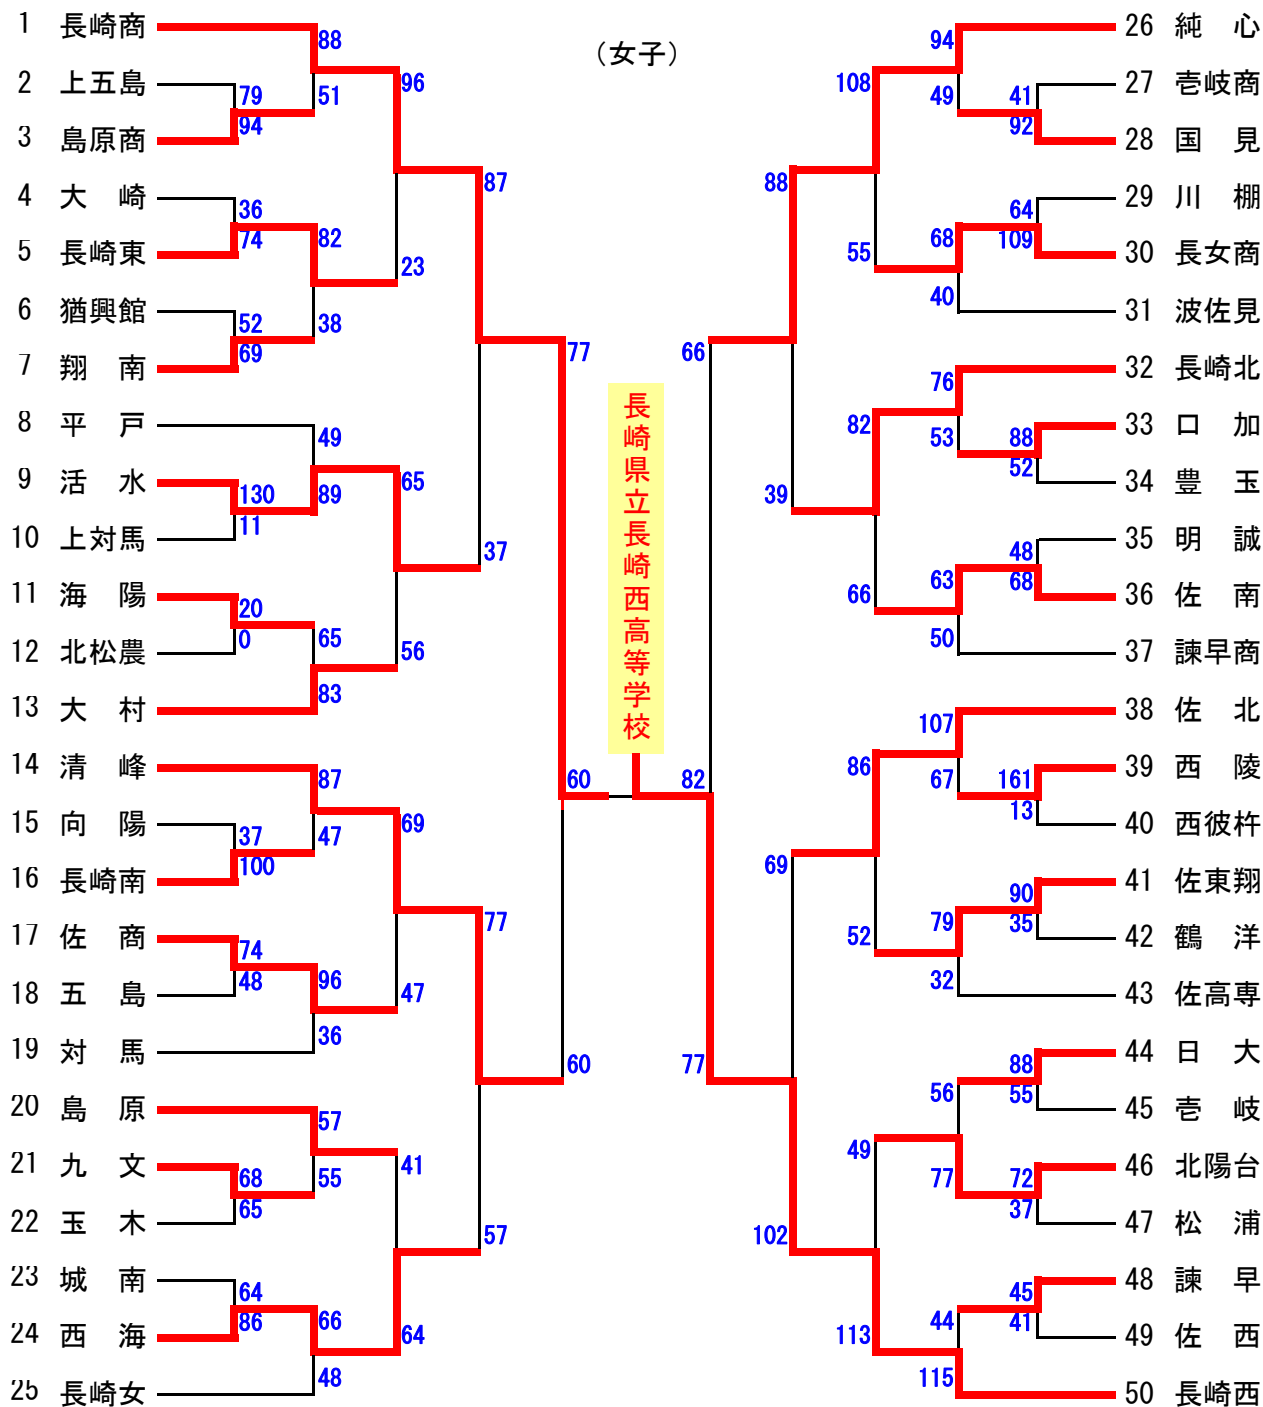 （女子）
1 長崎商
2 上五島
3 島原商
4 大　崎
5 長崎東
6 猶興館
7 翔　南
8 平　戸
9 活　水
10 上対馬
11 海　陽
12 北松農
13 大　村
14 清　峰
15 向　陽
16 長崎南
17 佐　商
18 五　島
19 対　馬
20 島　原
21 九　文
22 玉　木
23 城　南
24 西　海
25 長崎女
88
51
79
94
96
36
74
82
23
52
69
38
87
49
130
11
89
65
37
20
0
65
83
56
77
87
37
100
47
69
74
48
96
36
47
77
57
68
65
55
41
64
86
66
48
64
57
60
60
長崎県立長崎西高等学校
82
66
88
108
94
49
41
92
55
68
64
109
40
39
82
76
53
88
52
66
63
48
68
50
77
69
86
107
67
161
13
52
79
90
35
32
102
49
56
88
55
77
72
37
113
44
45
41
115
26 純　心
27 壱岐商
28 国　見
29 川　棚
30 長女商
31 波佐見
32 長崎北
33 口　加
34 豊　玉
35 明　誠
36 佐　南
37 諫早商
38 佐　北
39 西　陵
40 西彼杵
41 佐東翔
42 鶴　洋
43 佐高専
44 日　大
45 壱　岐
46 北陽台
47 松　浦
48 諫　早
49 佐　西
50 長崎西